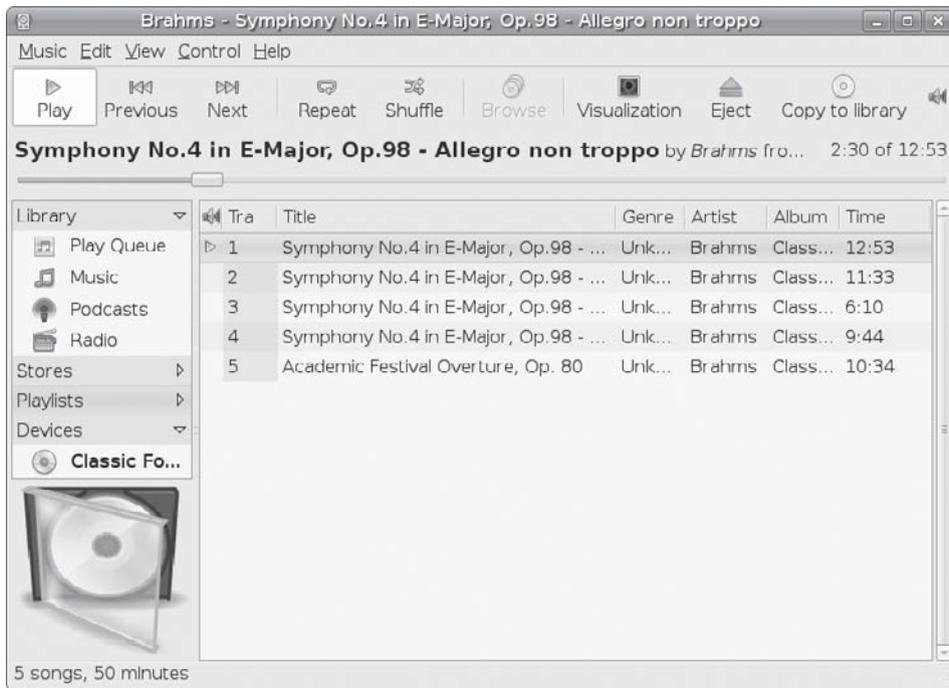 Brahms - Symphony No.4 in E-Major, Op.98 - Allegro non troppo
Music Edit View Control Help
Play Previous Next Repeat Shuffle Browse Visualization Eject Copy to library
Symphony No.4 in E-Major, Op.98 - Allegro non troppo by Brahms fro... 2:30 of 12:53
Library
Play Queue
Music
Podcasts
Radio
Stores
Playlists
Devices
Classic Fo...
Tra Title Genre Artist Album Time
1 Symphony No.4 in E-Major, Op.98 - ... Unk... Brahms Class... 12:53
2 Symphony No.4 in E-Major, Op.98 - ... Unk... Brahms Class... 11:33
3 Symphony No.4 in E-Major, Op.98 - ... Unk... Brahms Class... 6:10
4 Symphony No.4 in E-Major, Op.98 - ... Unk... Brahms Class... 9:44
5 Academic Festival Overture, Op. 80 Unk... Brahms Class... 10:34
5 songs, 50 minutes